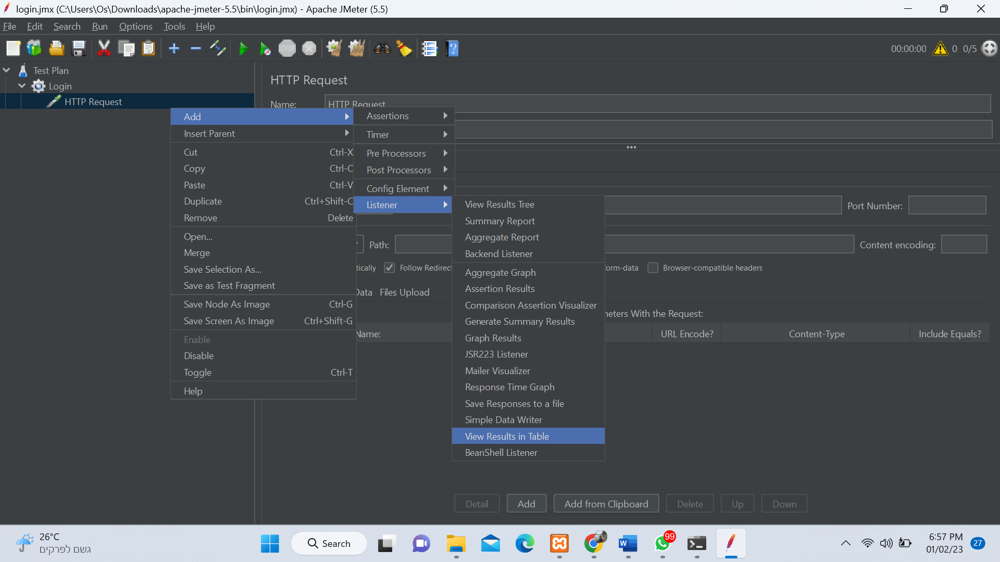 login.jmx (C:\Users\Os\Downloads\apache-jmeter-5.5\bin\login.jmx) - Apache JMeter (5.5)
File Edit Search Run Options Tools Help
STOP
00:00:00 0 0/5
Test Plan
Login
HTTP Request
HTTP Request
Name: HTTP Request
Add
Insert Parent
Cut Ctrl-X
Copy Ctrl-C
Paste Ctrl-V
Duplicate Ctrl+Shift-C
Remove Delete
Open...
Merge
Save Selection As...
Save as Test Fragment
Save Node As Image Ctrl-G
Save Screen As Image Ctrl+Shift-G
Enable
Disable
Toggle Ctrl-T
Help
Assertions
Timer
Pre Processors
Post Processors
Config Element
Listener
View Results Tree
Summary Report
Aggregate Report
Backend Listener
Aggregate Graph
Assertion Results
Comparison Assertion Visualizer
Generate Summary Results
Graph Results
JSR223 Listener
Mailer Visualizer
Response Time Graph
Save Responses to a file
Simple Data Writer
View Results in Table
BeanShell Listener
Port Number:
Path: Content encoding:
tically Follow Redirec orm-data Browser-compatible headers
Data Files Upload
meters With the Request:
Name: URL Encode? Content-Type Include Equals?
Detail Add Add from Clipboard Delete Up Down
26°C
גשם לפרקים
Search
99
6:57 PM
01/02/23
27